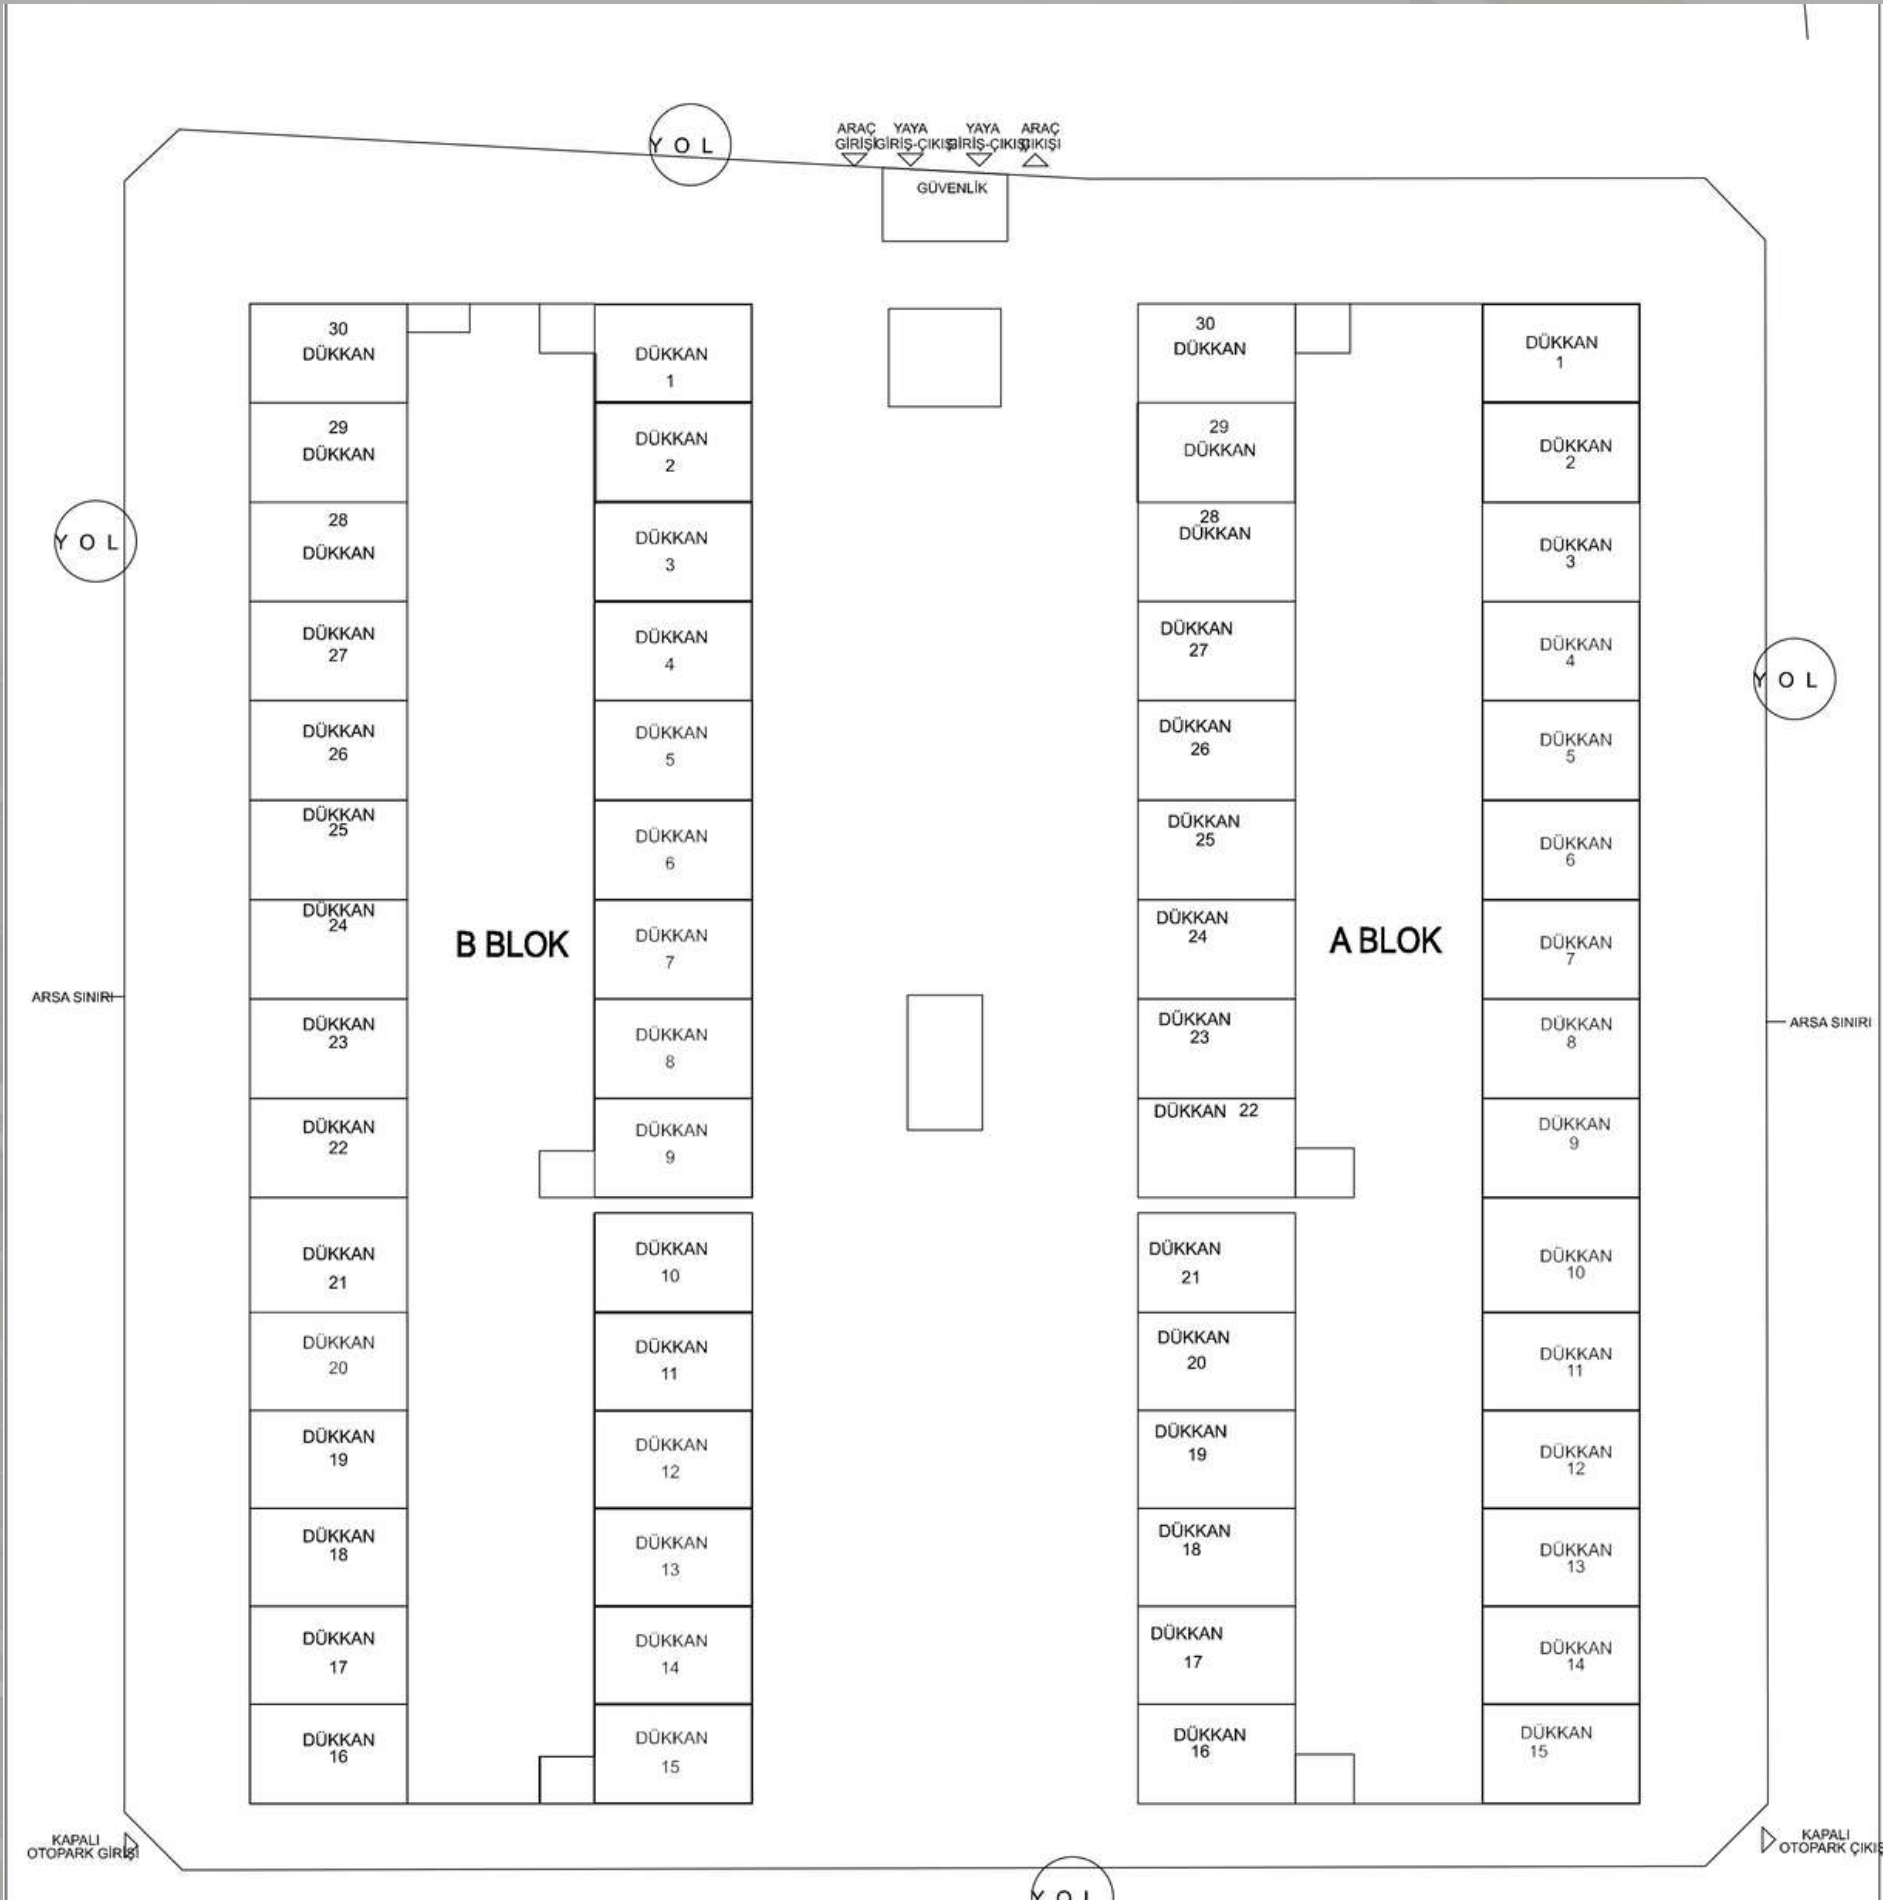 YOL
ARAÇ
GİRİŞİ
YAYA
GİRİŞ-ÇIKIŞI
YAYA
GİRİŞ-ÇIKIŞI
ARAÇ
ÇIKIŞI
GÜVENLİK
30
DÜKKAN
29
DÜKKAN
28
DÜKKAN
DÜKKAN
27
DÜKKAN
26
DÜKKAN
25
DÜKKAN
24
DÜKKAN
23
DÜKKAN
22
DÜKKAN
21
DÜKKAN
20
DÜKKAN
19
DÜKKAN
18
DÜKKAN
17
DÜKKAN
16
B BLOK
DÜKKAN
1
DÜKKAN
2
DÜKKAN
3
DÜKKAN
4
DÜKKAN
5
DÜKKAN
6
DÜKKAN
7
DÜKKAN
8
DÜKKAN
9
DÜKKAN
10
DÜKKAN
11
DÜKKAN
12
DÜKKAN
13
DÜKKAN
14
DÜKKAN
15
30
DÜKKAN
29
DÜKKAN
28
DÜKKAN
DÜKKAN
27
DÜKKAN
26
DÜKKAN
25
DÜKKAN
24
DÜKKAN
23
DÜKKAN 22
DÜKKAN
21
DÜKKAN
20
DÜKKAN
19
DÜKKAN
18
DÜKKAN
17
DÜKKAN
16
A BLOK
DÜKKAN
1
DÜKKAN
2
DÜKKAN
3
DÜKKAN
4
DÜKKAN
5
DÜKKAN
6
DÜKKAN
7
DÜKKAN
8
DÜKKAN
9
DÜKKAN
10
DÜKKAN
11
DÜKKAN
12
DÜKKAN
13
DÜKKAN
14
DÜKKAN
15
YOL
YOL
ARSA SINIRI
ARSA SINIRI
KAPALI
OTOPARK GİRİŞİ
KAPALI
OTOPARK ÇIKIŞ
YOL